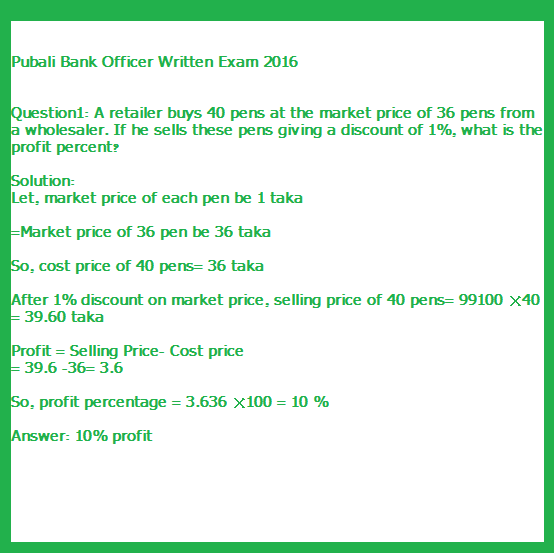 Pubali Bank Officer Written Exam 2016
Question1: A retailer buys 40 pens at the market price of 36 pens from
a wholesaler. If he sells these pens giving a discount of 1%, what is the
profit percent?
Solution:
Let, market price of each pen be 1 taka
=Market price of 36 pen be 36 taka
So, cost price of 40 pens= 36 taka
After 1% discount on market price, selling price of 40 pens= 99100 ×40
= 39.60 taka
Profit = Selling Price- Cost price
= 39.6 -36= 3.6
So, profit percentage = 3.636 ×100 = 10 %
Answer: 10% profit